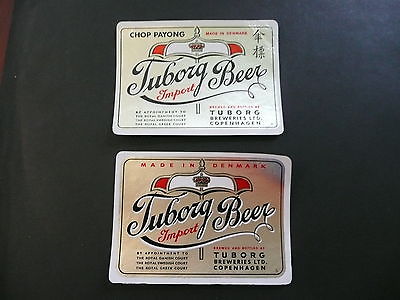 CHOP PAYONG
MADE IN DENMARK
傘標
Tuborg Beer
Import
BY APPOINTMENT TO
THE ROYAL DANISH COURT
THE ROYAL SWEDISH COURT
THE ROYAL GREEK COURT
BREWED AND BOTTLED BY
TUBORG
BREWERIES LTD.
COPENHAGEN
MADE IN DENMARK
Tuborg Beer
Import
BY APPOINTMENT TO
THE ROYAL DANISH COURT
THE ROYAL SWEDISH COURT
THE ROYAL GREEK COURT
BREWED AND BOTTLED BY
TUBORG
BREWERIES LTD.
COPENHAGEN